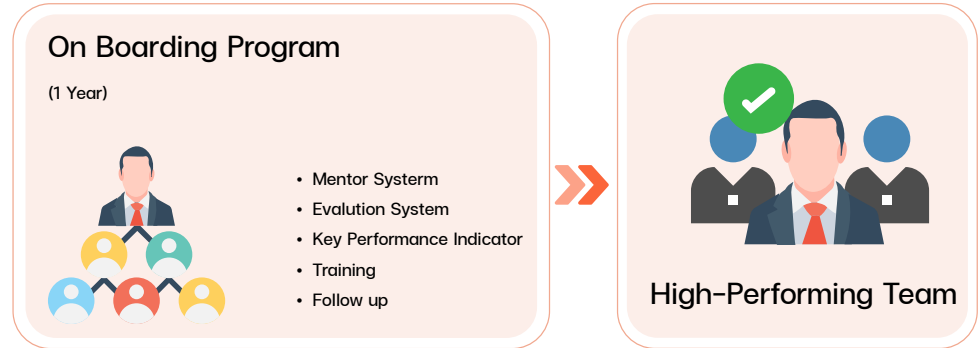 On Boarding Program
(1 Year)
• Mentor Systerm
• Evalution System
• Key Performance Indicator
• Training
• Follow up
High-Performing Team